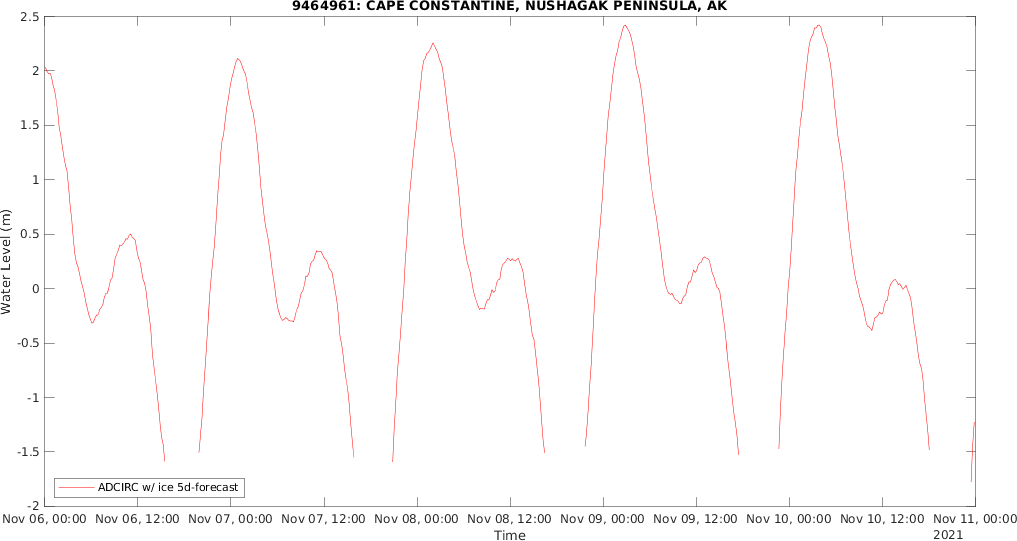 9464961: CAPE CONSTANTINE, NUSHAGAK PENINSULA, AK
2.5
2
1.5
1
0.5
0
-0.5
-1
-1.5
-2
Water Level (m)
ADCIRC w/ ice 5d-forecast
Nov 06, 00:00 Nov 06, 12:00 Nov 07, 00:00 Nov 07, 12:00 Nov 08, 00:00 Nov 08, 12:00 Nov 09, 00:00 Nov 09, 12:00 Nov 10, 00:00 Nov 10, 12:00 Nov 11, 00:00
Time
2021